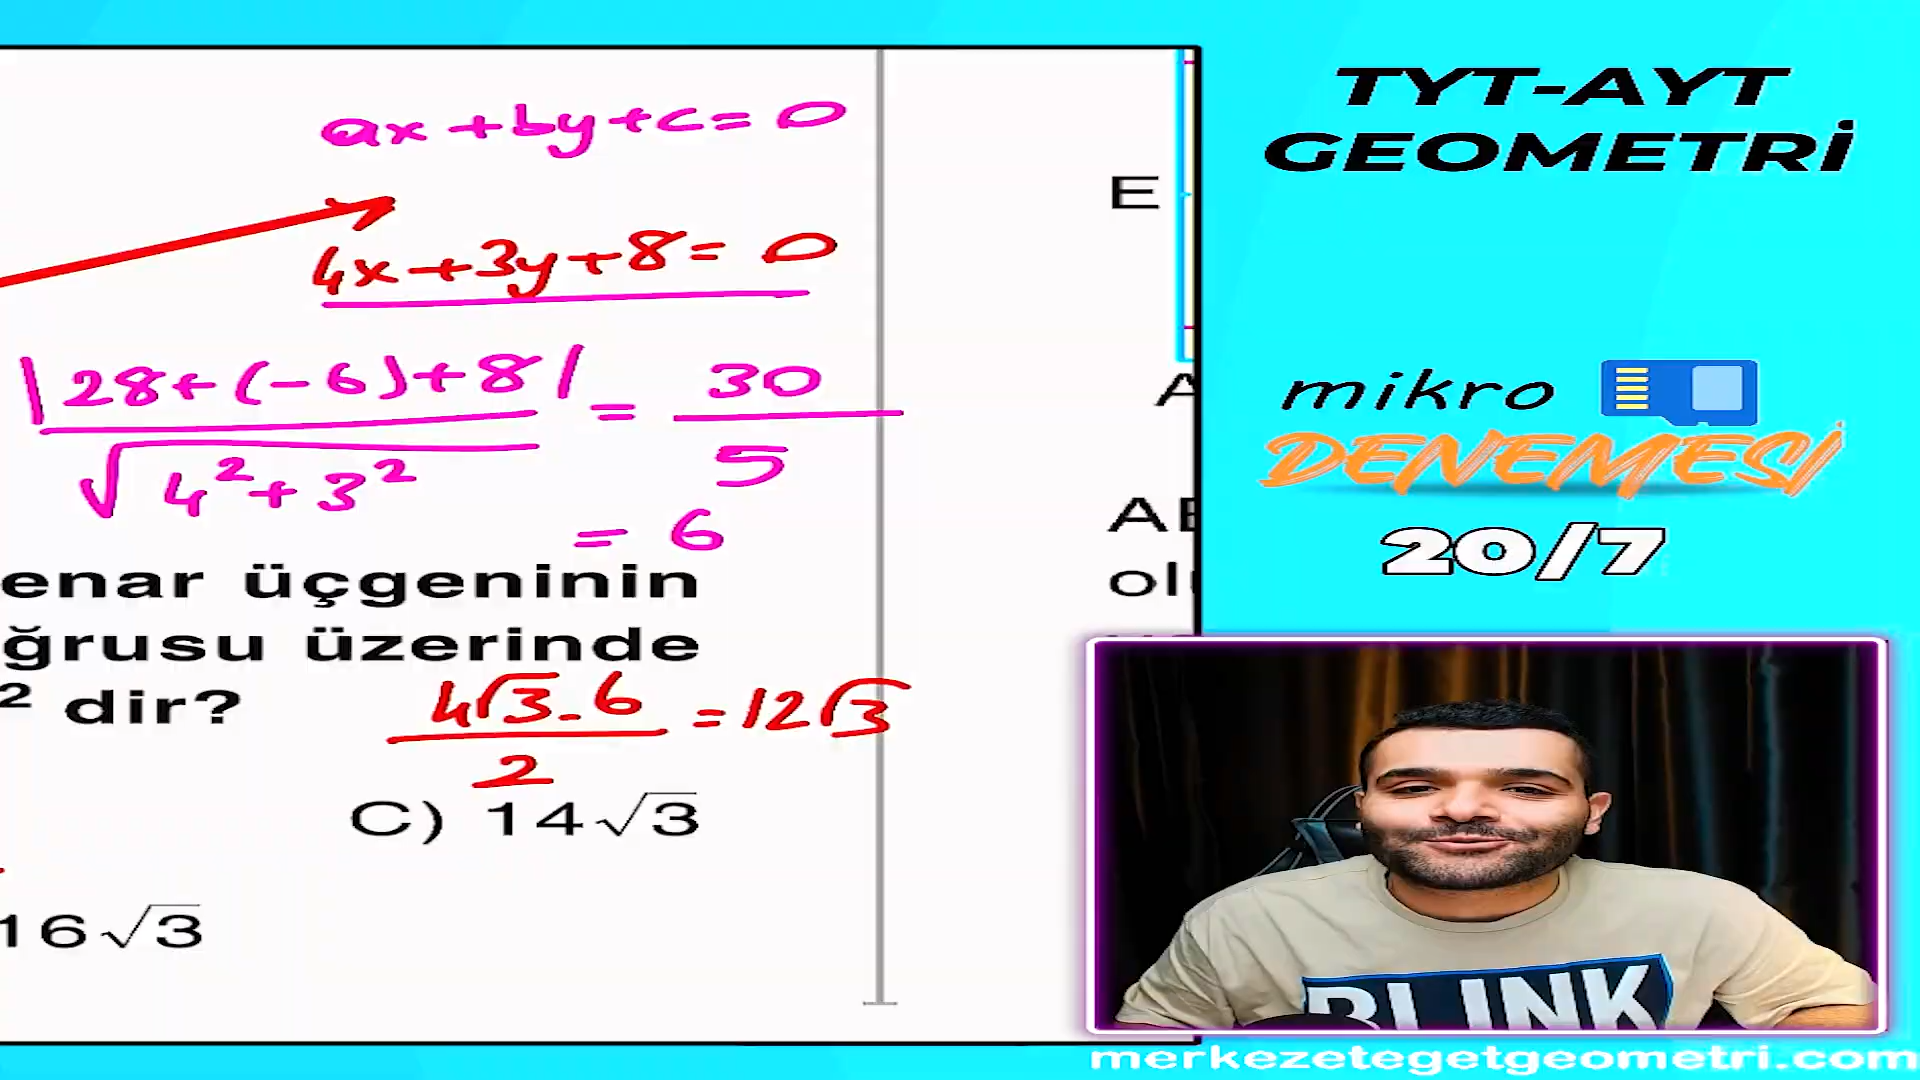 ax+by+c=0
4x+3y+8=0
|28+(-6)+8| / √4²+3² = 30/5
= 6
enar üçgeninin
ğrusu üzerinde
² dir?
4√3.6 / 2 = 12√3
C) 14√3
16√3
E
A
TYT-AYT
GEOMETRİ
mikro
DENEMESİ
20/7
BLINK
merkezetegetgeometri.com